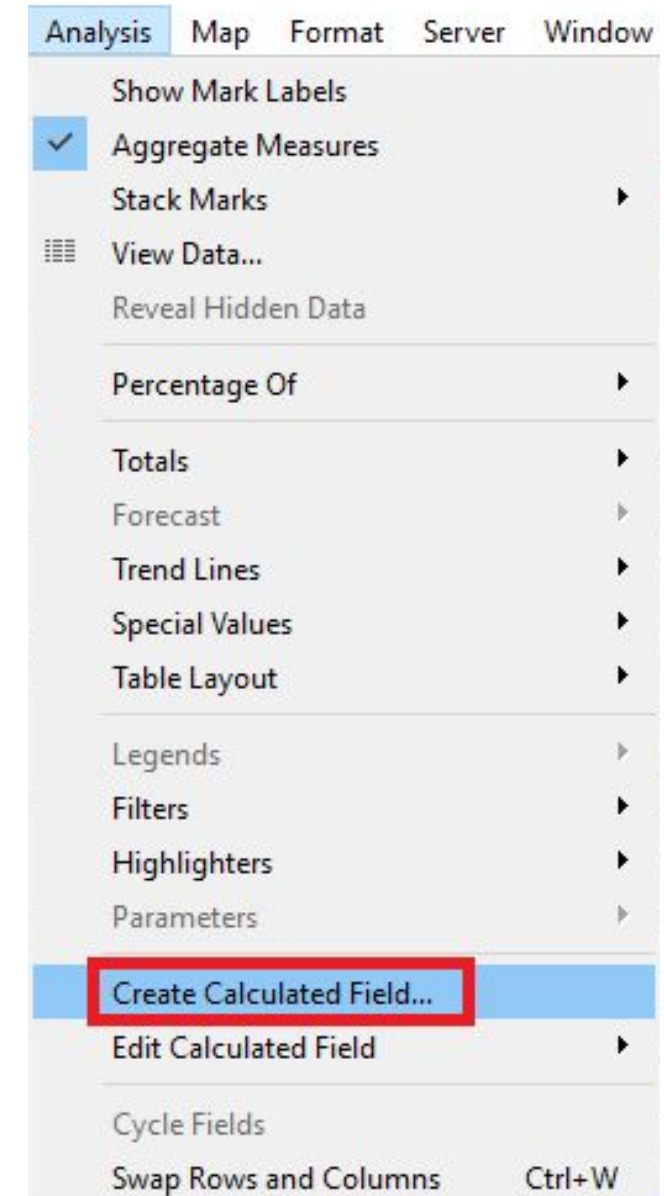 Analysis Map Format Server Window
Show Mark Labels
Aggregate Measures
Stack Marks
View Data...
Reveal Hidden Data
Percentage Of
Totals
Forecast
Trend Lines
Special Values
Table Layout
Legends
Filters
Highlighters
Parameters
Create Calculated Field...
Edit Calculated Field
Cycle Fields
Swap Rows and Columns Ctrl+W